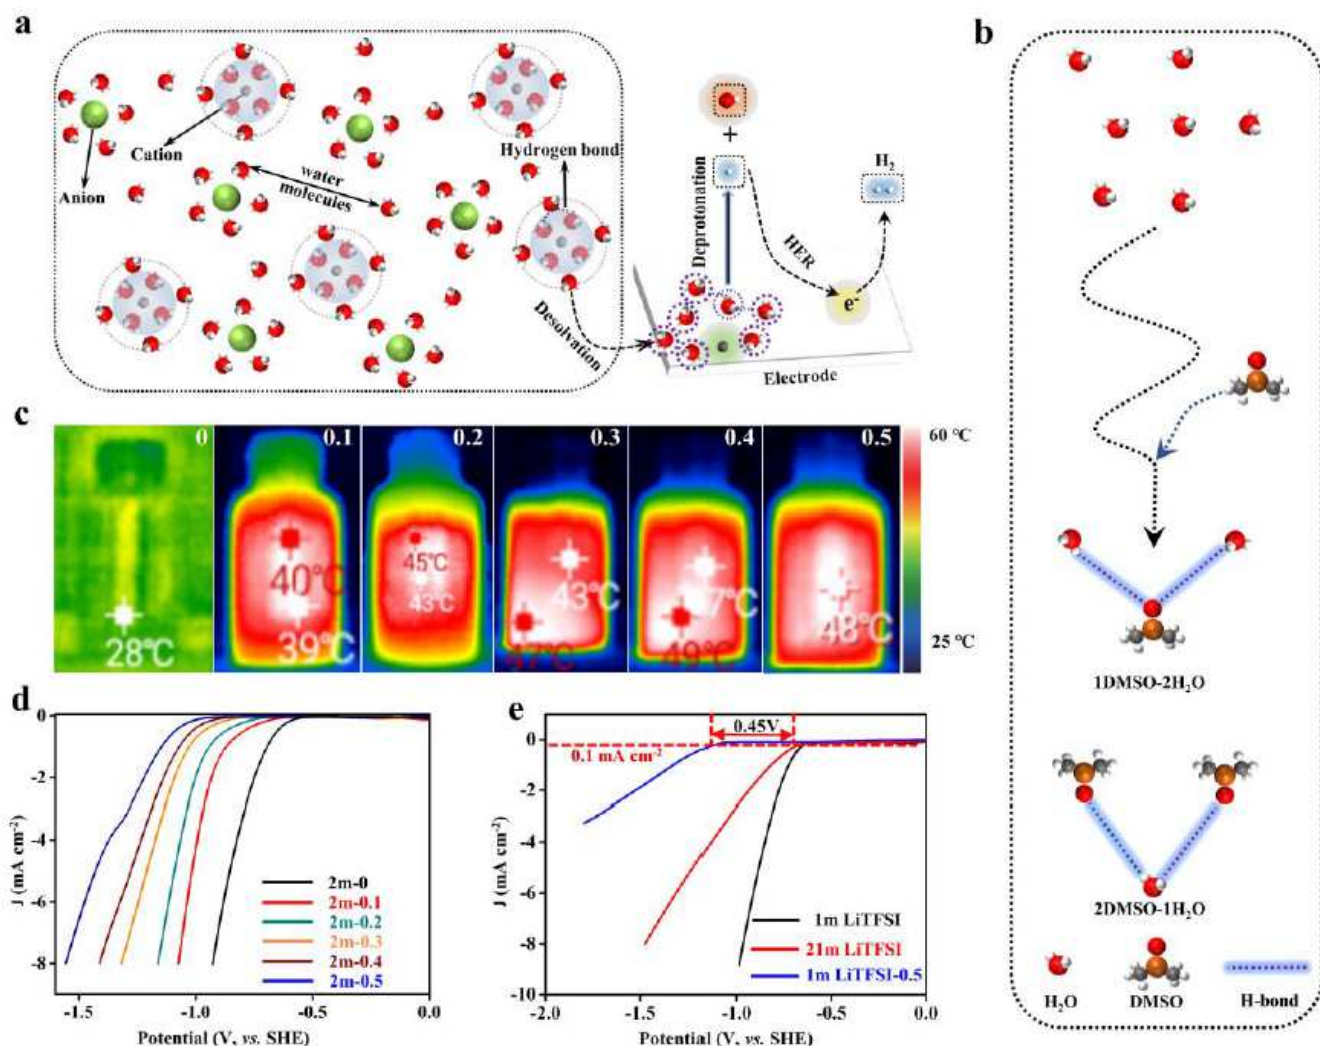 a
Cation
Anion
water
molecules
Hydrogen bond
Desolvation
Deprotonation
+
HER
H₂
e⁻
Electrode
b
1DMSO-2H₂O
2DMSO-1H₂O
H₂O
DMSO
H-bond
c
0
0.1
0.2
0.3
0.4
0.5
28℃
40℃
39℃
45℃
43℃
43℃
47℃
7℃
49℃
48℃
60 ℃
25 ℃
d
0
-2
-4
-6
-8
J (mA cm⁻²)
2m-0
2m-0.1
2m-0.2
2m-0.3
2m-0.4
2m-0.5
-1.5
-1.0
-0.5
0.0
Potential (V, vs. SHE)
e
0
-2
-4
-6
-8
-10
J (mA cm⁻²)
0.45V
0.1 mA cm⁻²
1m LiTFSI
21m LiTFSI
1m LiTFSI-0.5
-2.0
-1.5
-1.0
-0.5
0.0
Potential (V, vs. SHE)